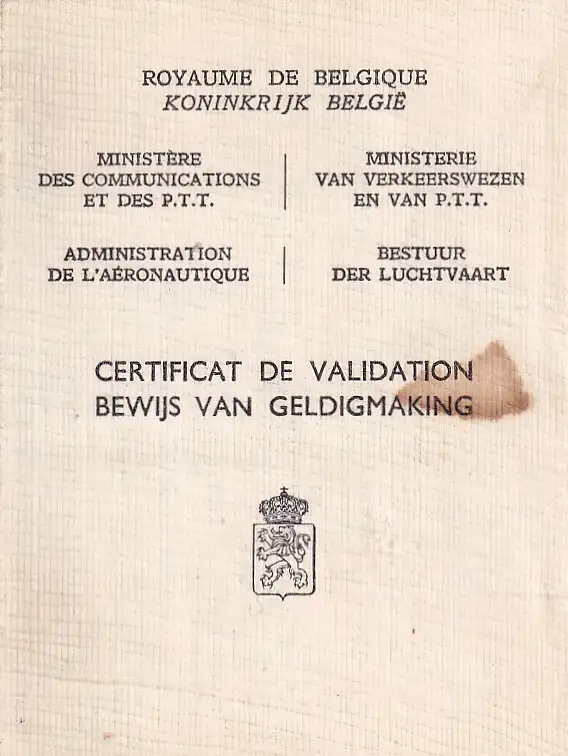 ROYAUME DE BELGIQUE
KONINKRIJK BELGIË
MINISTÈRE
DES COMMUNICATIONS
ET DES P.T.T.
MINISTERIE
VAN VERKEERSWEZEN
EN VAN P.T.T.
ADMINISTRATION
DE L'AÉRONAUTIQUE
BESTUUR
DER LUCHTVAART
CERTIFICAT DE VALIDATION
BEWIJS VAN GELDIGMAKING